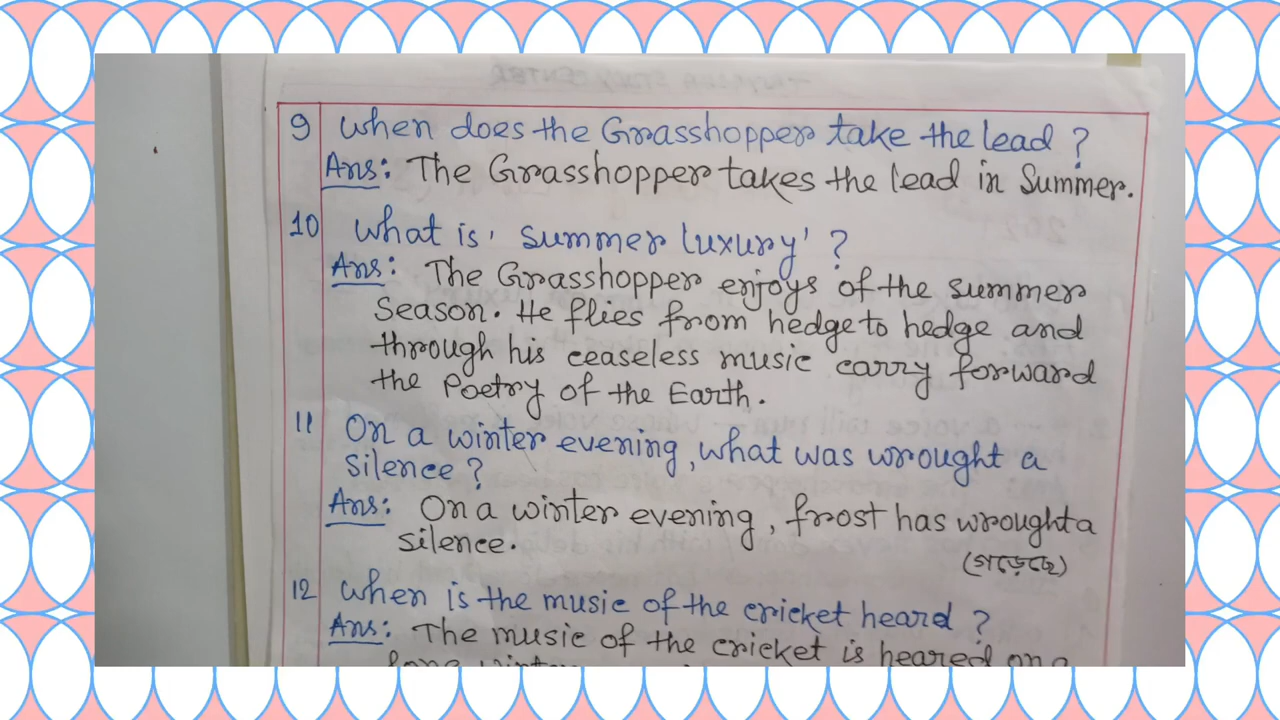 9 When does the Grasshopper take the lead ?
Ans: The Grasshopper takes the lead in Summer.
10 What is ' summer luxury' ?
Ans: The Grasshopper enjoys of the summer
Season. He flies from hedge to hedge and
through his ceaseless music carry forward
the Poetry of the Earth.
11 On a winter evening, what was wrought a
silence ?
Ans: On a winter evening, frost has wrought a
silence.
(গড়েছে)
12 When is the music of the cricket heard ?
Ans: The music of the cricket is heared on a